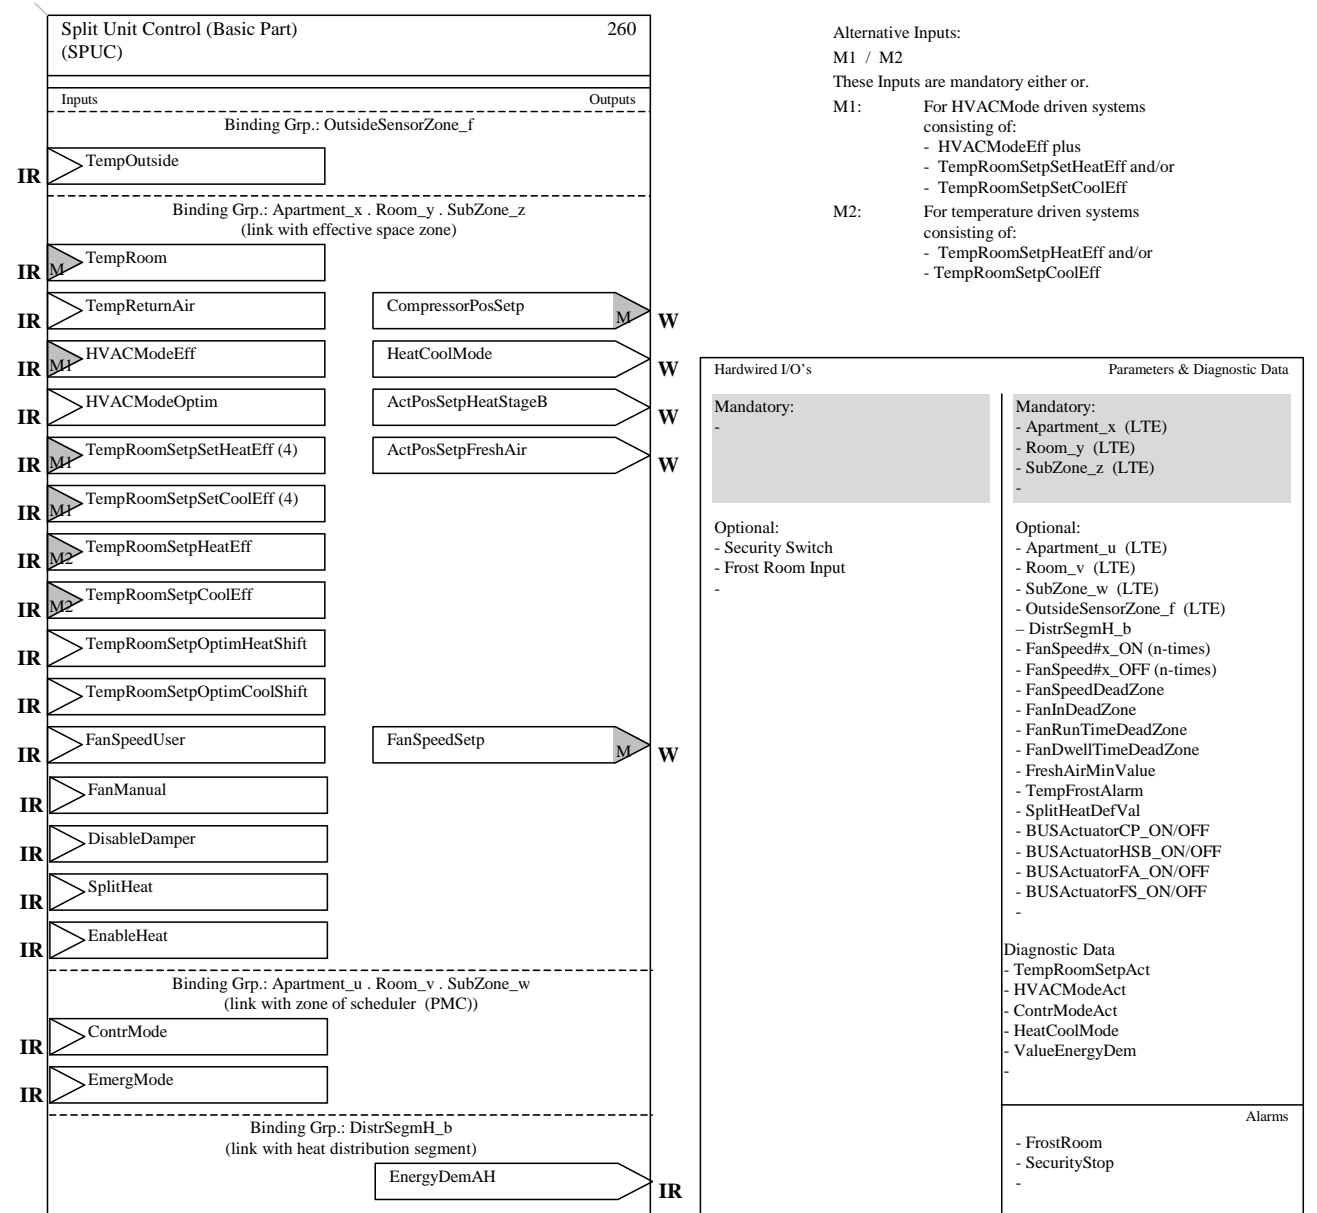 Split Unit Control (Basic Part) 260
(SPUC)
Inputs Outputs
Binding Grp.: OutsideSensorZone_f
IR TempOutside
Binding Grp.: Apartment_x . Room_y . SubZone_z
(link with effective space zone)
IR M TempRoom
IR TempReturnAir CompressorPosSetp M W
IR M1 HVACModeEff HeatCoolMode W
IR HVACModeOptim ActPosSetpHeatStageB W
IR M1 TempRoomSetpSetHeatEff (4) ActPosSetpFreshAir W
IR M1 TempRoomSetpSetCoolEff (4)
IR M2 TempRoomSetpHeatEff
IR M2 TempRoomSetpCoolEff
IR TempRoomSetpOptimHeatShift
IR TempRoomSetpOptimCoolShift
IR FanSpeedUser FanSpeedSetp M W
IR FanManual
IR DisableDamper
IR SplitHeat
IR EnableHeat
Binding Grp.: Apartment_u . Room_v . SubZone_w
(link with zone of scheduler (PMC))
IR ContrMode
IR EmergMode
Binding Grp.: DistrSegmH_b
(link with heat distribution segment)
EnergyDemAH IR
Alternative Inputs:
M1 / M2
These Inputs are mandatory either or.
M1: For HVACMode driven systems
consisting of:
- HVACModeEff plus
- TempRoomSetpSetHeatEff and/or
- TempRoomSetpSetCoolEff
M2: For temperature driven systems
consisting of:
- TempRoomSetpHeatEff and/or
- TempRoomSetpCoolEff
Hardwired I/O's
Mandatory:
-
Optional:
- Security Switch
- Frost Room Input
-
Parameters & Diagnostic Data
Mandatory:
- Apartment_x (LTE)
- Room_y (LTE)
- SubZone_z (LTE)
-
Optional:
- Apartment_u (LTE)
- Room_v (LTE)
- SubZone_w (LTE)
- OutsideSensorZone_f (LTE)
– DistrSegmH_b
- FanSpeed#x_ON (n-times)
- FanSpeed#x_OFF (n-times)
- FanSpeedDeadZone
- FanInDeadZone
- FanRunTimeDeadZone
- FanDwellTimeDeadZone
- FreshAirMinValue
- TempFrostAlarm
- SplitHeatDefVal
- BUSActuatorCP_ON/OFF
- BUSActuatorHSB_ON/OFF
- BUSActuatorFA_ON/OFF
- BUSActuatorFS_ON/OFF
-
Diagnostic Data
- TempRoomSetpAct
- HVACModeAct
- ContrModeAct
- HeatCoolMode
- ValueEnergyDem
-
Alarms
- FrostRoom
- SecurityStop
-